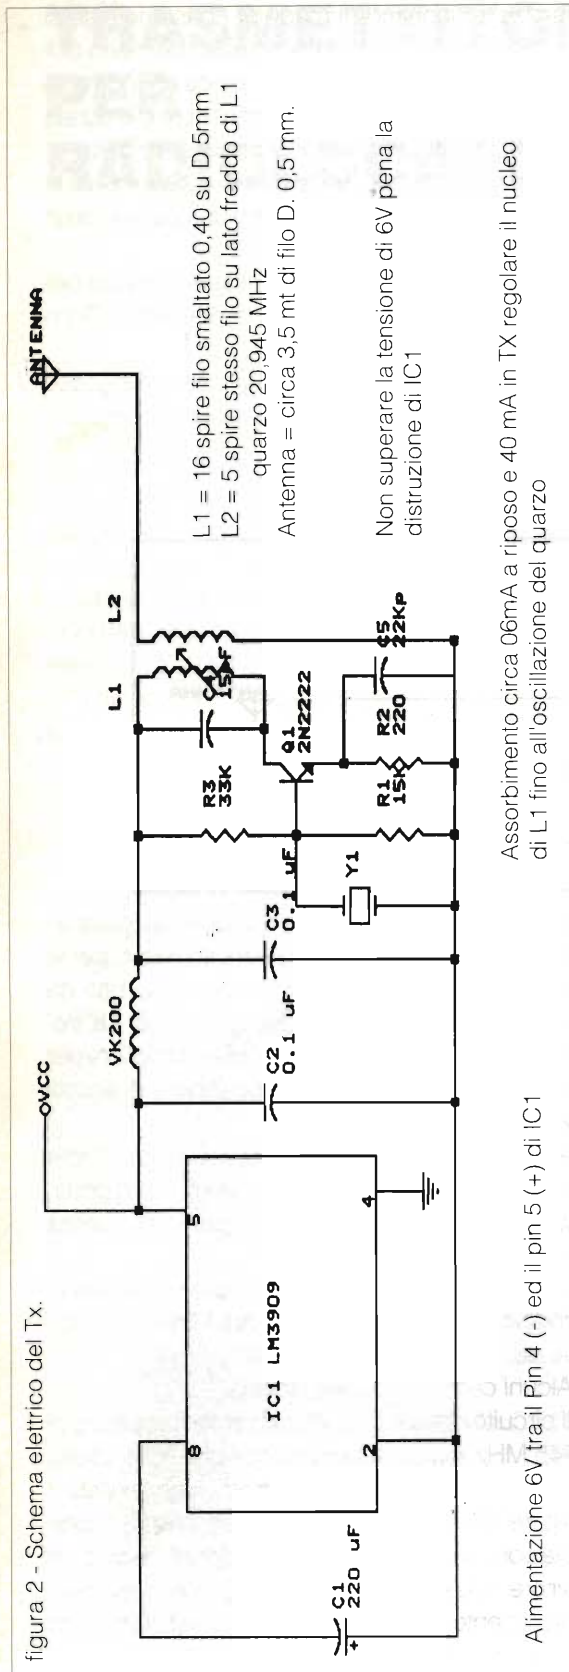 figura 2 - Schema elettrico del Tx.
OVCC
VK200
ANTENNA
L1
L2
C1
220 uF
+
IC1 LM3909
8
5
2
4
C2
0.1 uF
C3
0.1 uF
Y1
R3
33K
R1
15K
Q1
2N2222
R2
220
C5
22Kp
L1 = 16 spire filo smaltato 0,40 su D 5mm
L2 = 5 spire stesso filo su lato freddo di L1
quarzo 20,945 MHz
Antenna = circa 3,5 mt di filo D. 0,5 mm.
Non superare la tensione di 6V pena la
distruzione di IC1
Alimentazione 6V tra il Pin 4 (-) ed il pin 5 (+) di IC1
Assorbimento circa 06mA a riposo e 40 mA in TX regolare il nucleo
di L1 fino all'oscillazione del quarzo